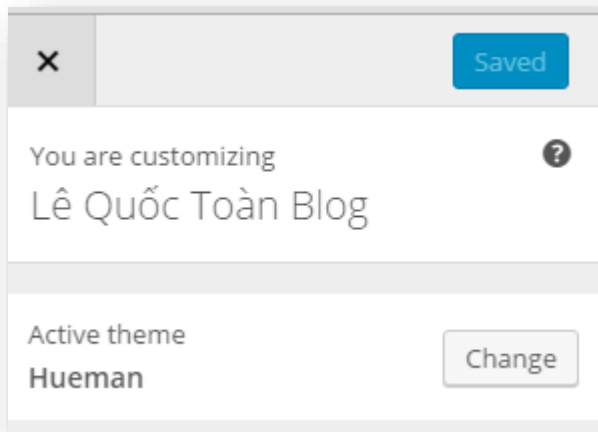 × Saved
You are customizing ?
Lê Quốc Toàn Blog
Active theme
Hueman
Change